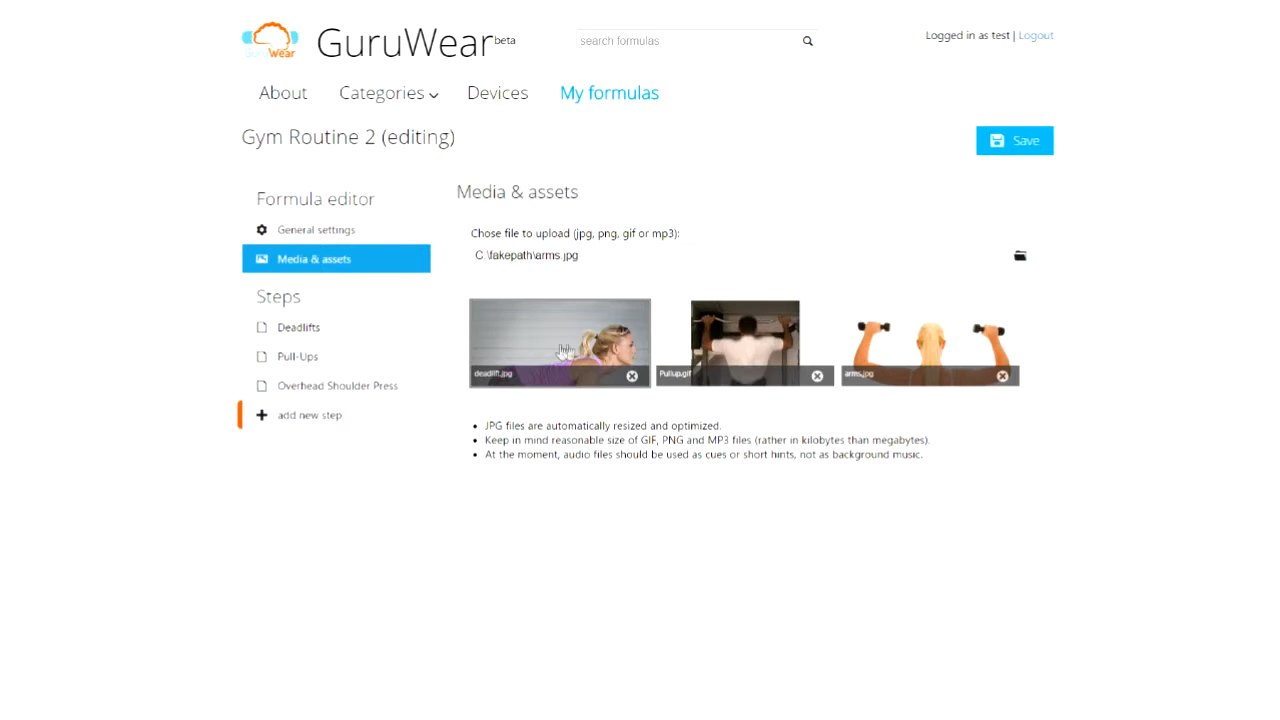 GuruWear
GuruWear beta
search formulas
Logged in as test | Logout
About
Categories
Devices
My formulas
Gym Routine 2 (editing)
Save
Formula editor
General settings
Media & assets
Steps
Deadlifts
Pull-Ups
Overhead Shoulder Press
add new step
Media & assets
Chose file to upload (jpg, png, gif or mp3):
C:\fakepath\arms.jpg
deadlift.jpg
Pullup.gif
arms.jpg
JPG files are automatically resized and optimized.
Keep in mind reasonable size of GIF, PNG and MP3 files (rather in kilobytes than megabytes).
At the moment, audio files should be used as cues or short hints, not as background music.